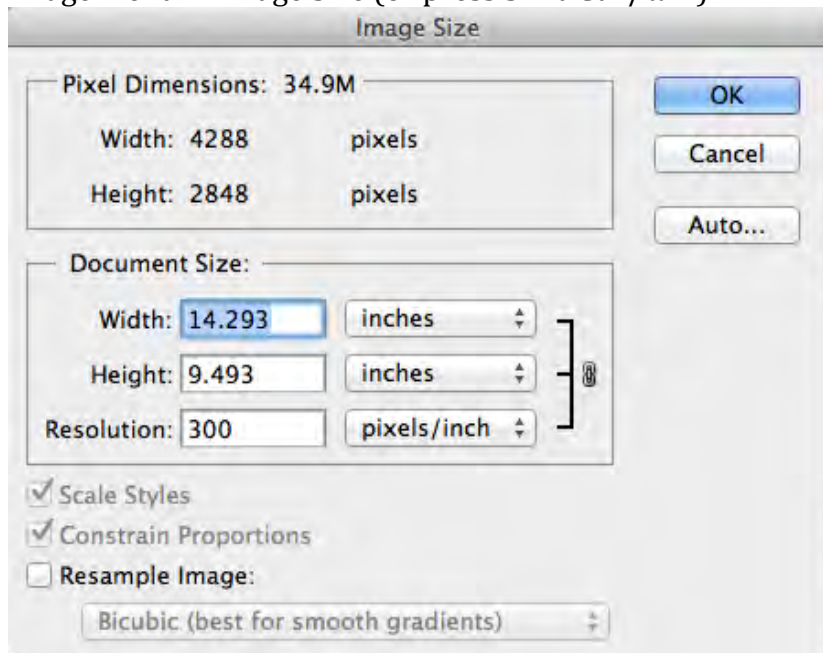 Image Size
Pixel Dimensions: 34.9M
OK
Width: 4288 pixels
Cancel
Height: 2848 pixels
Auto...
Document Size:
Width: 14.293 inches
Height: 9.493 inches
Resolution: 300 pixels/inch
Scale Styles
Constrain Proportions
Resample Image:
Bicubic (best for smooth gradients)